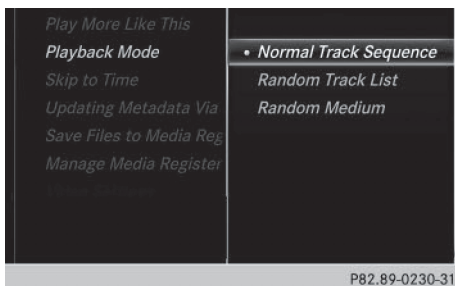 Play More Like This
Playback Mode
Skip to Time
Updating Metadata Via
Save Files to Media Reg
Manage Media Register
• Normal Track Sequence
Random Track List
Random Medium
P82.89-0230-31